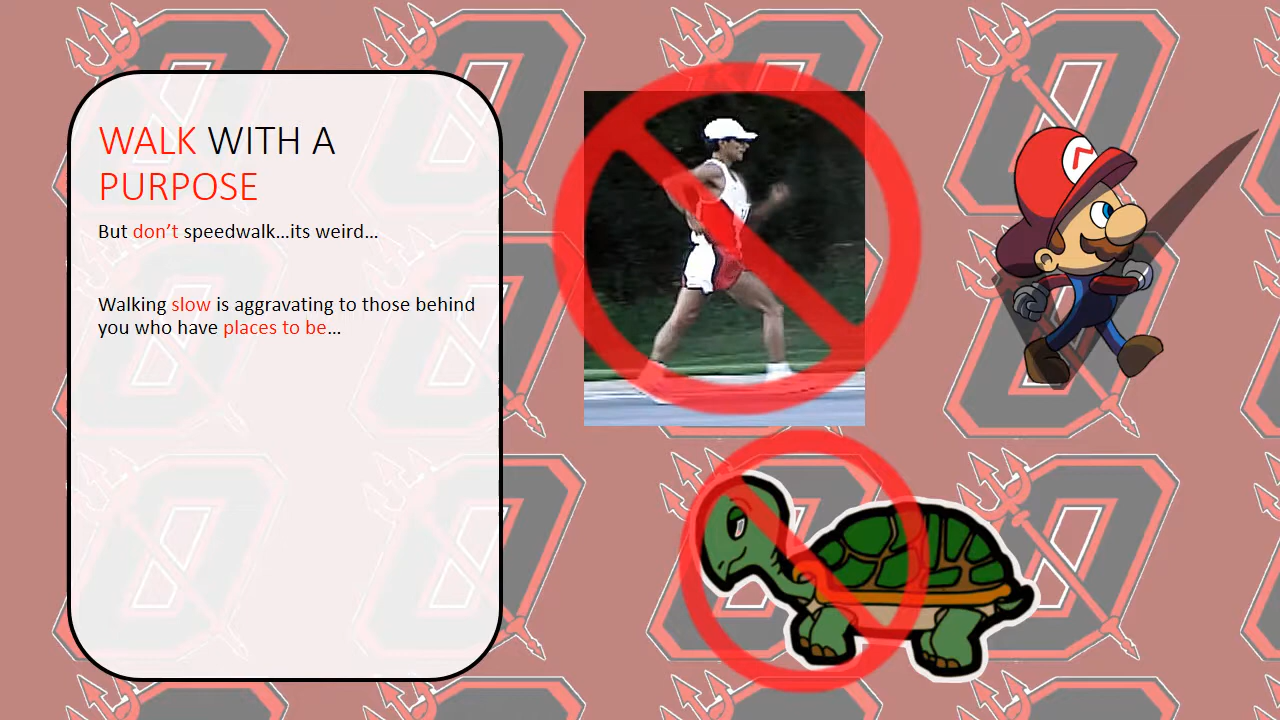 WALK WITH A
PURPOSE
But don’t speedwalk...its weird...
Walking slow is aggravating to those behind
you who have places to be...